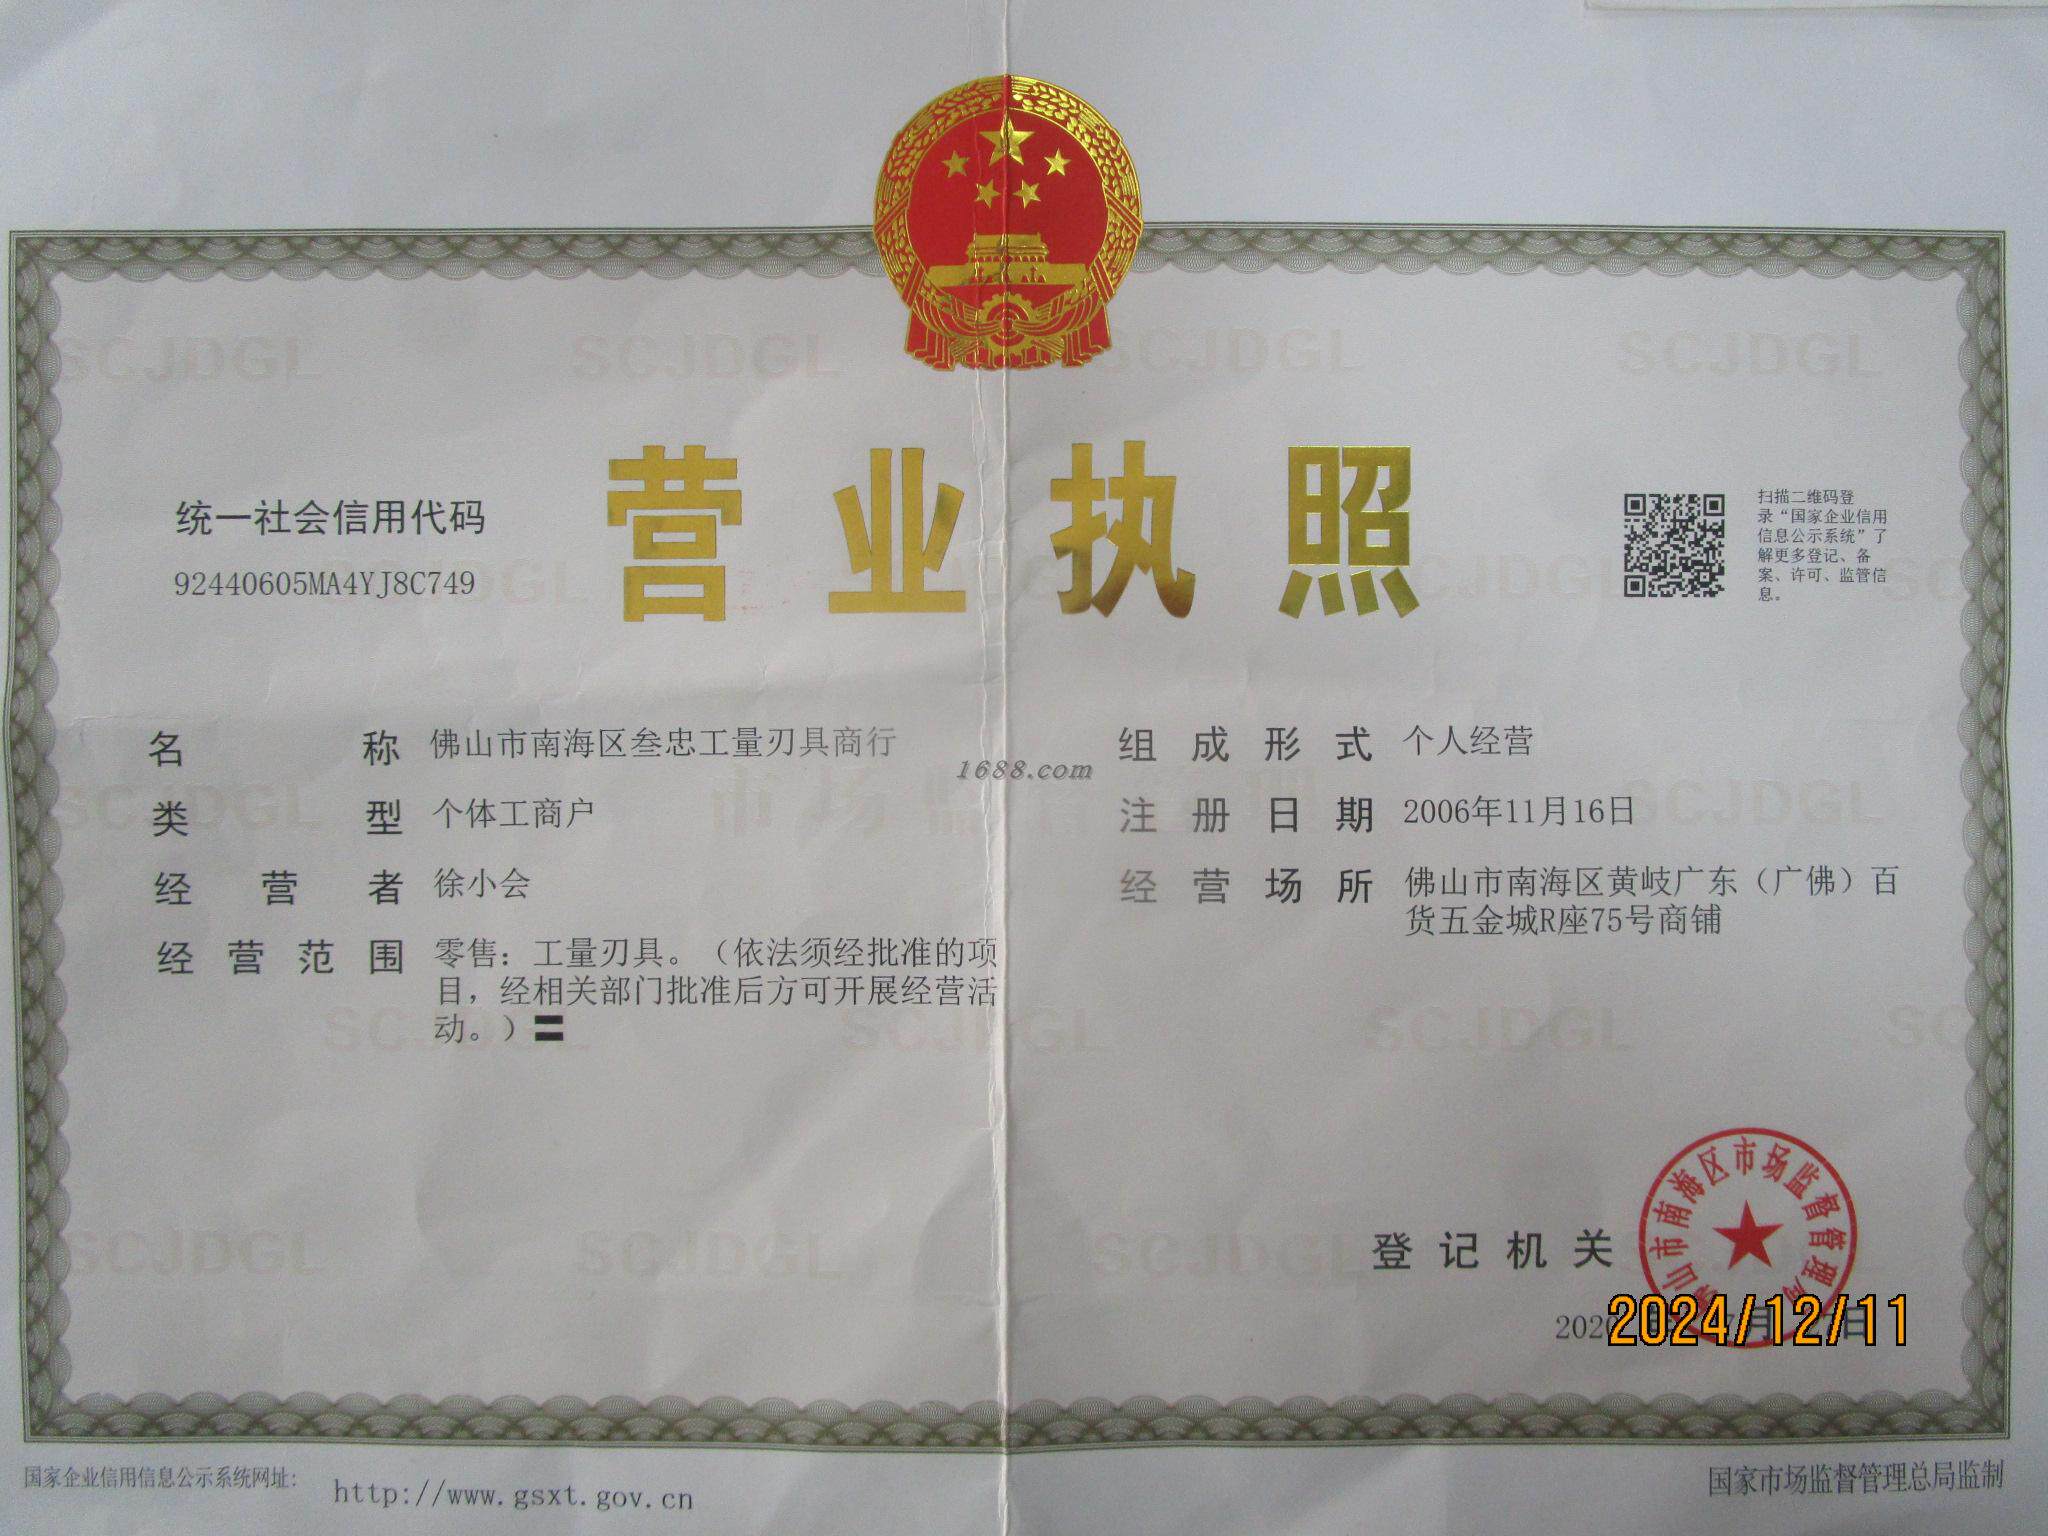 营业执照
统一社会信用代码
92440605MA4YJ8C749
扫描二维码登
录“国家企业信用
信息公示系统”了
解更多登记、备
案、许可、监管信
息。
名称 佛山市南海区叁忠工量刃具商行
类型 个体工商户
经营者 徐小会
经营范围 零售：工量刃具。（依法须经批准的项
目，经相关部门批准后方可开展经营活
动。）〓
1688.com
组成形式 个人经营
注册日期 2006年11月16日
经营场所 佛山市南海区黄岐广东（广佛）百
货五金城R座75号商铺
登记机关
佛山市南海区市场监督管理局
2024/12/11
国家企业信用信息公示系统网址:
http://www.gsxt.gov.cn
国家市场监督管理总局监制
SCJDGL